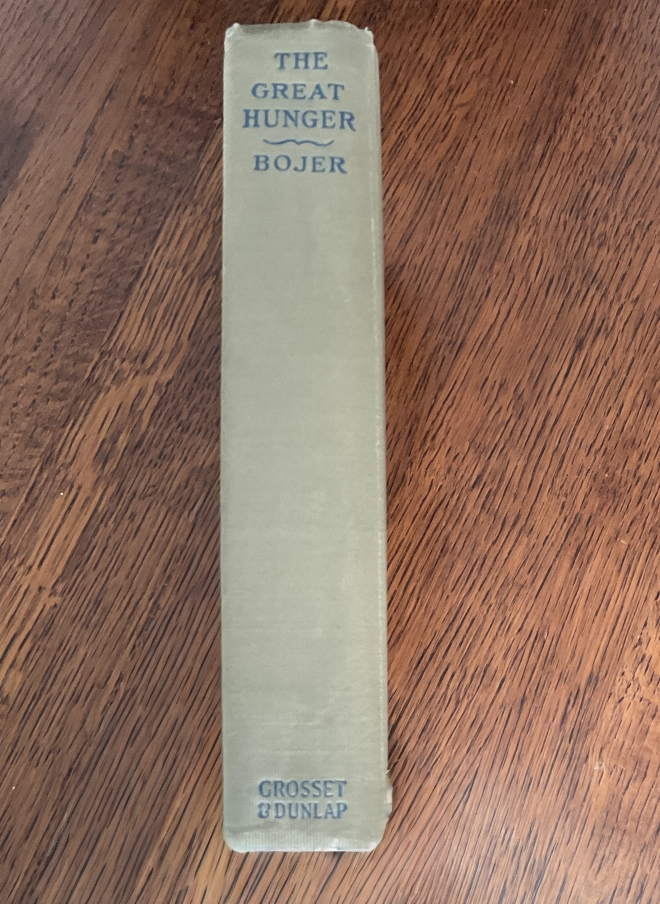 THE
GREAT
HUNGER
BOJER
GROSSET
& DUNLAP